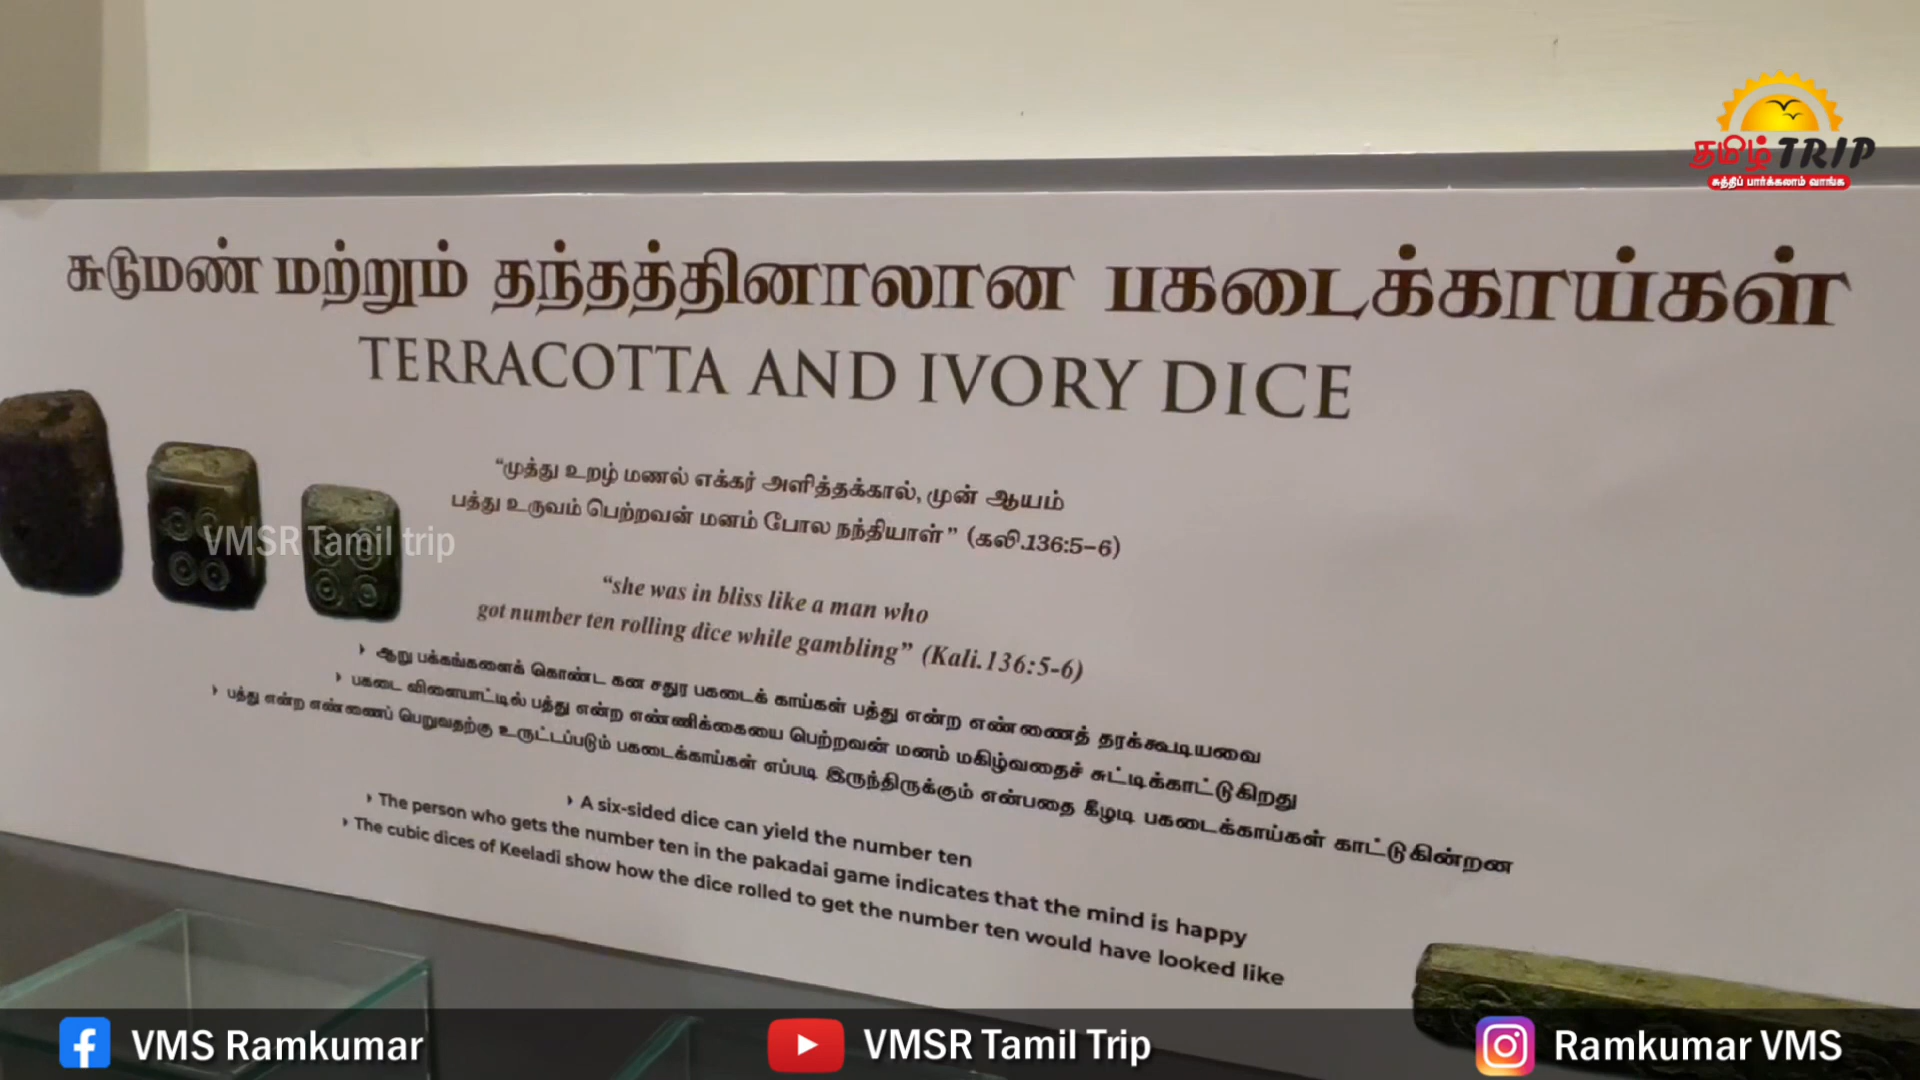 தமிழ் TRIP
சுத்திப் பார்க்கலாம் வாங்க
சுடுமண் மற்றும் தந்தத்தினாலான பகடைக்காய்கள்
TERRACOTTA AND IVORY DICE
“முத்து உறழ் மணல் எக்கர் அளித்தக்கால், முன் ஆயம்
பத்து உருவம் பெற்றவன் மனம் போல நந்தியாள்” (கலி.136:5-6)
VMSR Tamil trip
“she was in bliss like a man who
got number ten rolling dice while gambling” (Kali.136:5-6)
ஆறு பக்கங்களைக் கொண்ட கன சதுர பகடைக் காய்கள் பத்து என்ற எண்ணைத் தரக்கூடியவை
பகடை விளையாட்டில் பத்து என்ற எண்ணிக்கையை பெற்றவன் மனம் மகிழ்வதைச் சுட்டிக்காட்டுகிறது
பத்து என்ற எண்ணைப் பெறுவதற்கு உருட்டப்படும் பகடைக்காய்கள் எப்படி இருந்திருக்கும் என்பதை கீழடி பகடைக்காய்கள் காட்டுகின்றன
A six-sided dice can yield the number ten
The person who gets the number ten in the pakadai game indicates that the mind is happy
The cubic dices of Keeladi show how the dice rolled to get the number ten would have looked like
VMS Ramkumar
VMSR Tamil Trip
Ramkumar VMS